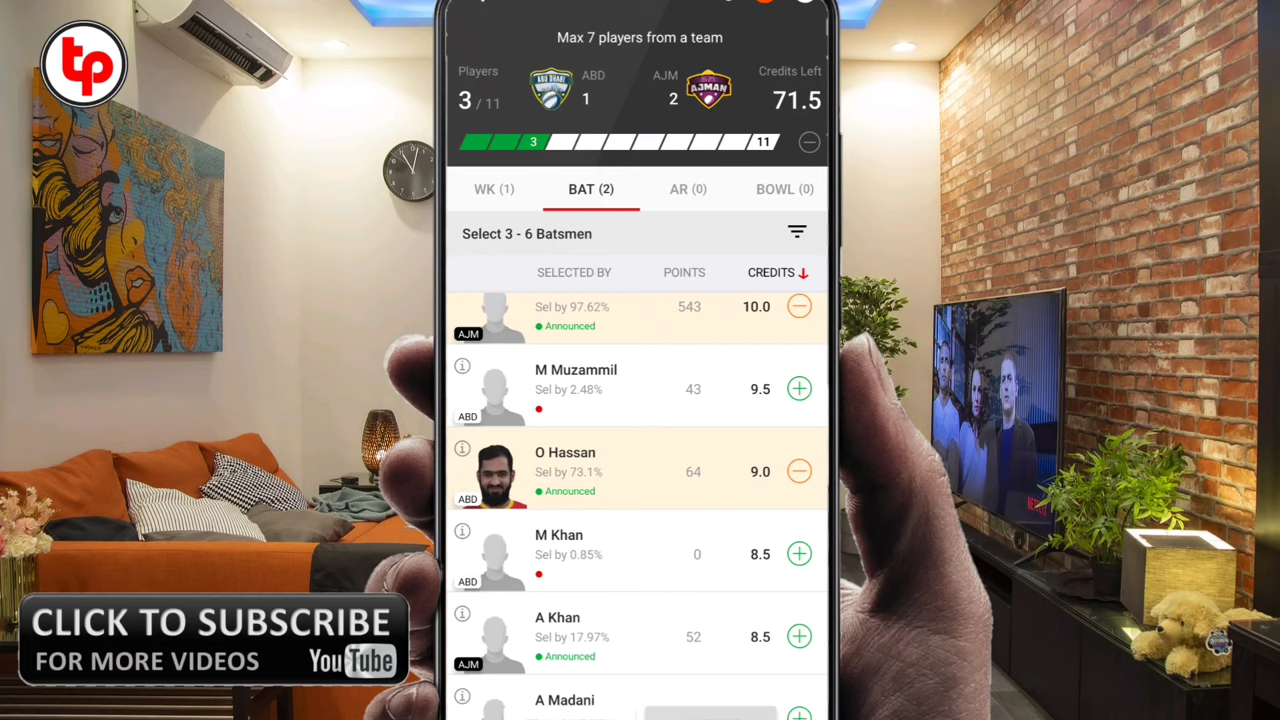 tp
Max 7 players from a team
Players
3 / 11
ABU DHABI
ABD
1
AJM
2
AJMAN
Credits Left
71.5
3
11
WK (1)
BAT (2)
AR (0)
BOWL (0)
Select 3 - 6 Batsmen
SELECTED BY
POINTS
CREDITS
Sel by 97.62%
543
10.0
Announced
AJM
M Muzammil
Sel by 2.48%
43
9.5
ABD
O Hassan
Sel by 73.1%
64
9.0
Announced
ABD
M Khan
Sel by 0.85%
0
8.5
ABD
A Khan
Sel by 17.97%
52
8.5
Announced
AJM
A Madani
NETFLIX
CLICK TO SUBSCRIBE
FOR MORE VIDEOS
YouTube